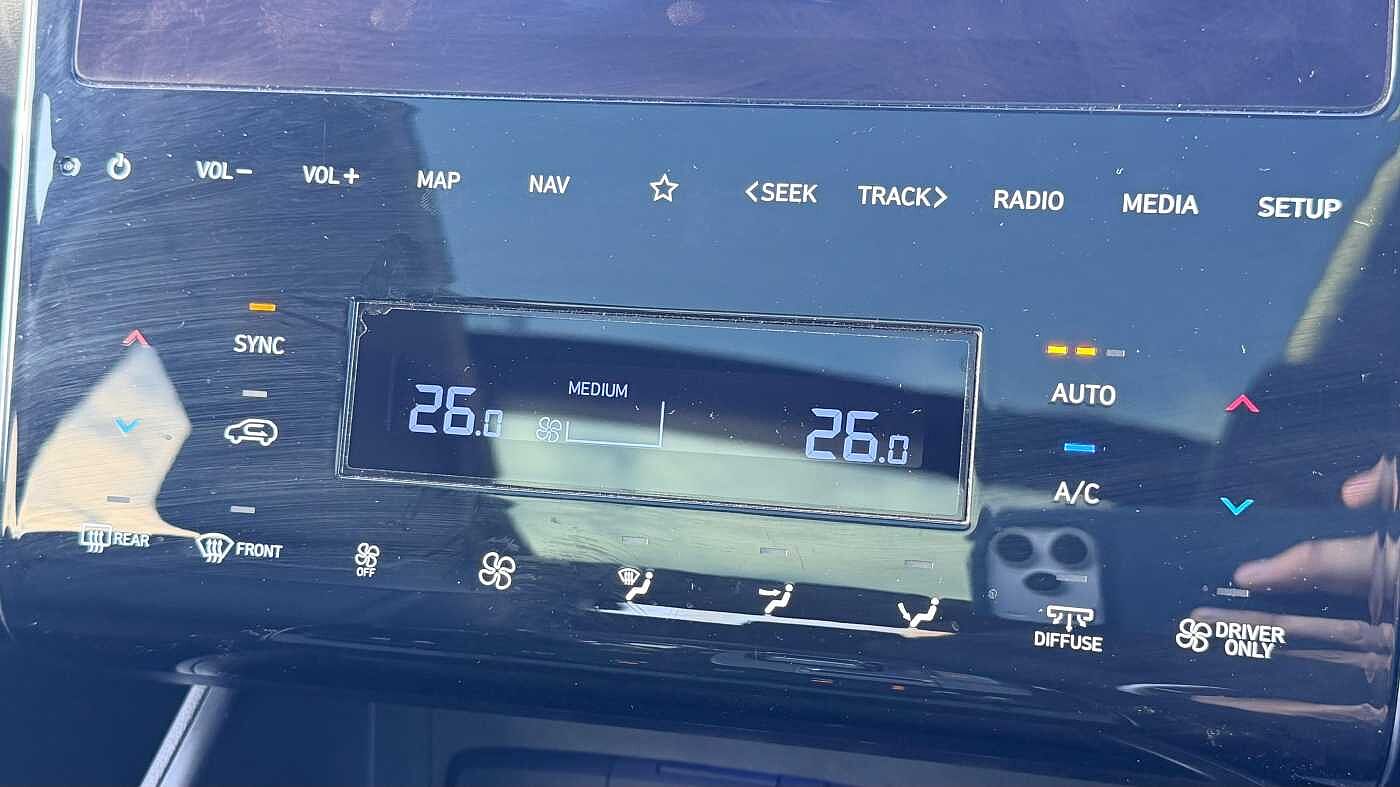 VOL− VOL+ MAP NAV <SEEK TRACK> RADIO MEDIA SETUP
SYNC
MEDIUM
26.0 26.0
AUTO
A/C
REAR FRONT
OFF
DIFFUSE
DRIVER
ONLY